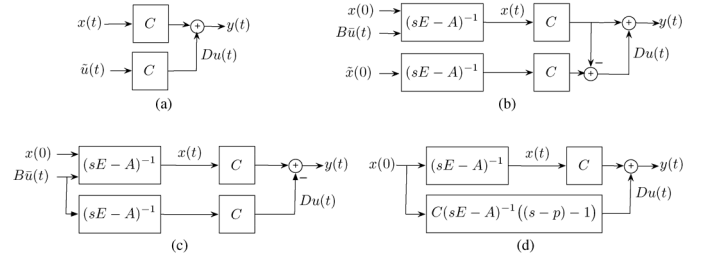 x(t) C + y(t)
Du(t)
ũ(t) C
(a)
x(0) (sE − A)⁻¹ x(t) C + y(t)
Bū(t)
− Du(t)
x̃(0) (sE − A)⁻¹ C +
(b)
x(0) (sE − A)⁻¹ x(t) C + y(t)
Bū(t) −
(sE − A)⁻¹ C Du(t)
(c)
x(0) (sE − A)⁻¹ x(t) C + y(t)
Du(t)
C(sE − A)⁻¹((s − p) − 1)
(d)